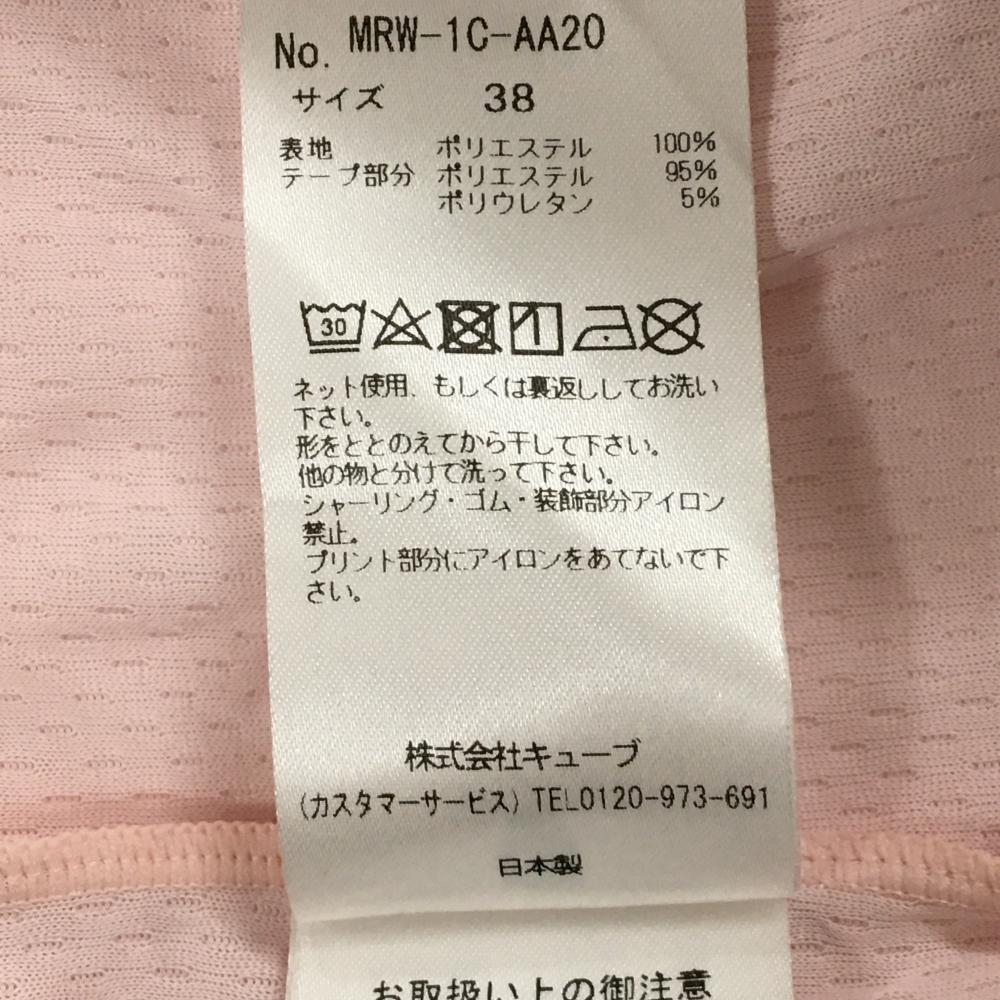 No. MRW-1C-AA20
サイズ 38
表地 ポリエステル 100%
テープ部分 ポリエステル 95%
ポリウレタン 5%
30
ネット使用、もしくは裏返ししてお洗い
下さい。
形をととのえてから干して下さい。
他の物と分けて洗って下さい。
シャーリング・ゴム・装飾部分アイロン
禁止。
プリント部分にアイロンをあてないで下
さい。
株式会社キューブ
(カスタマーサービス) TEL0120-973-691
日本製
お取扱い上の御注意